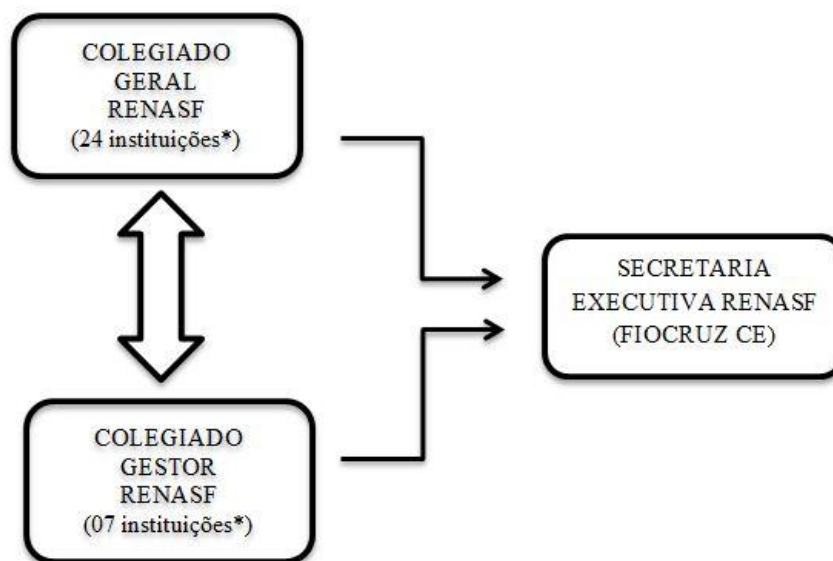 COLEGIADO
GERAL
RENASF
(24 instituições*)
SECRETARIA
EXECUTIVA RENASF
(FIOCRUZ CE)
COLEGIADO
GESTOR
RENASF
(07 instituições*)